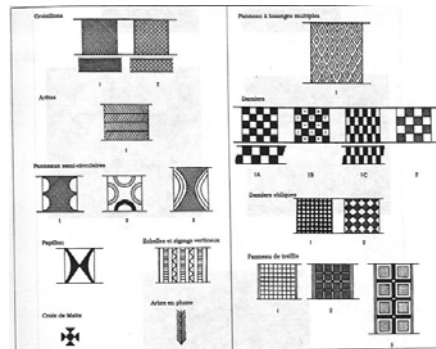 Croisillons
1 2
Arêtes
1
Panneaux semi-circulaires
1 2 3
Papillon
Echelles et zigzags verticaux
Croix de Malte
Arbre en plume
Panneau à losanges multiples
1
Damiers
1A 1B 1C 2
Damiers obliques
1 2
Panneau de treillis
1 2 3